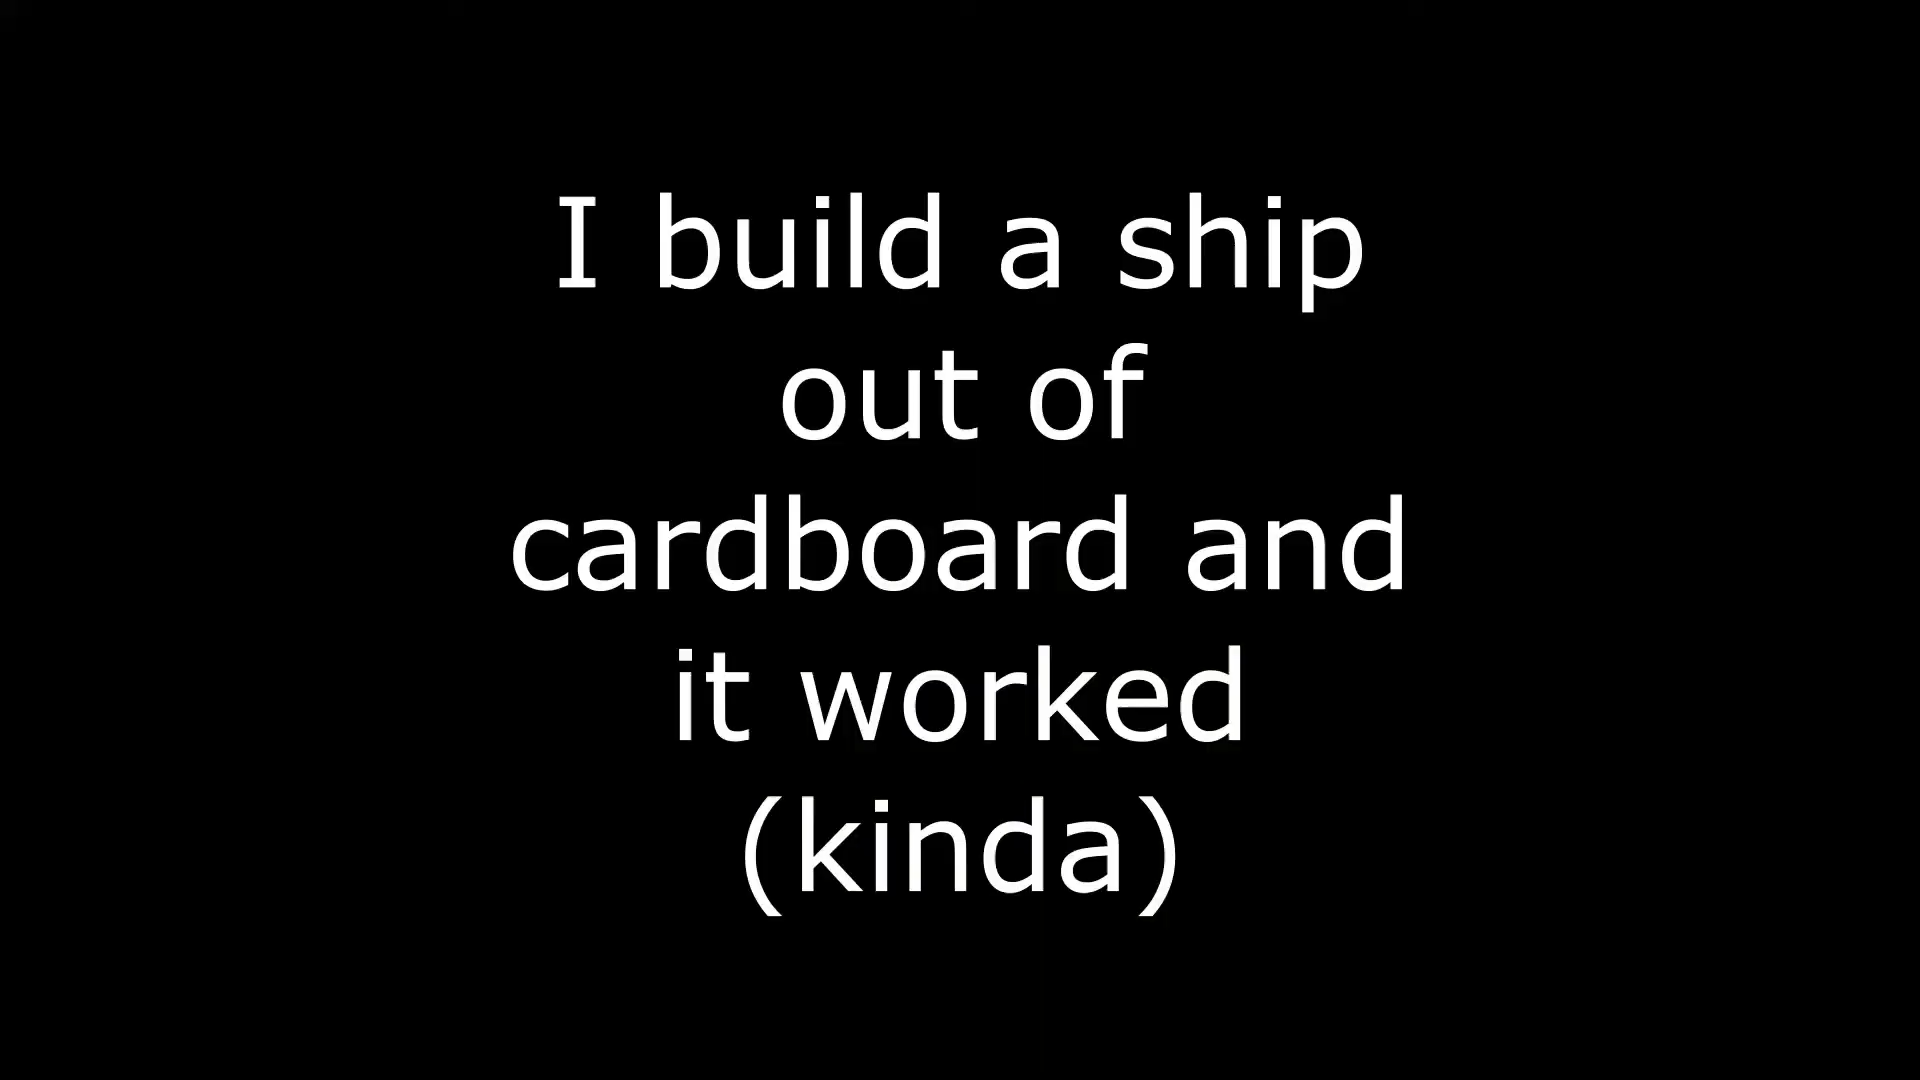 I build a ship
out of
cardboard and
it worked
(kinda)